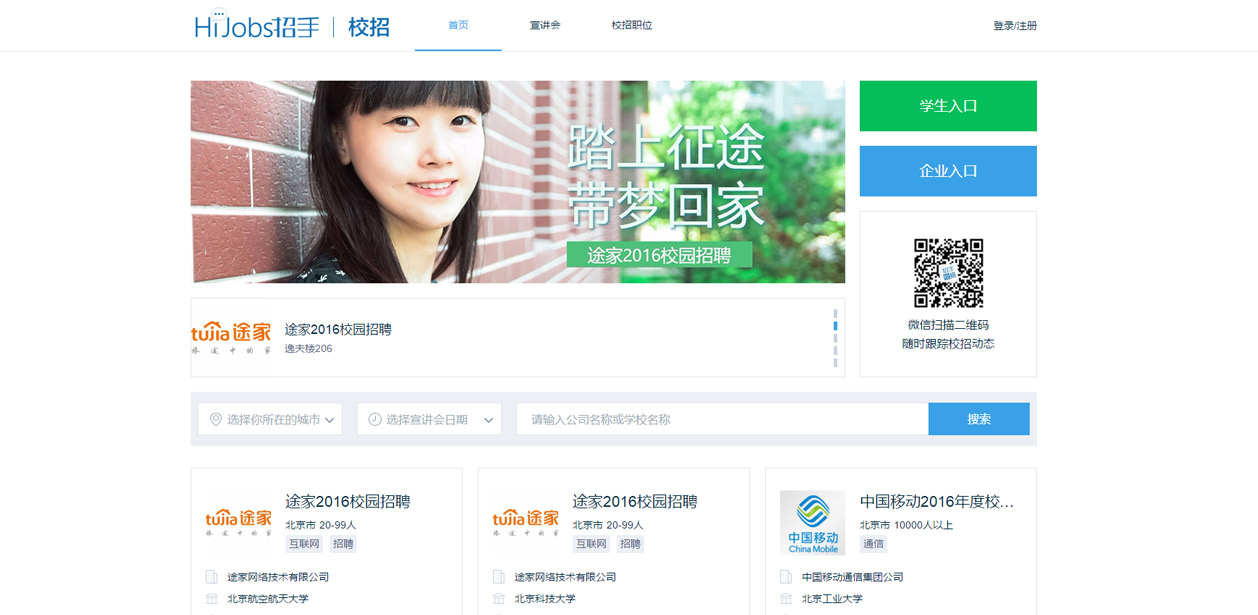 HiJobs招手 | 校招
首页
宣讲会
校招职位
登录/注册
踏上征途
带梦回家
途家2016校园招聘
学生入口
企业入口
微信扫描二维码
随时跟踪校招动态
tujia途家
旅途中的家
途家2016校园招聘
逸夫楼206
选择你所在的城市
选择宣讲会日期
请输入公司名称或学校名称
搜索
tujia途家
旅途中的家
途家2016校园招聘
北京市 20-99人
互联网 招聘
途家网络技术有限公司
北京航空航天大学
tujia途家
旅途中的家
途家2016校园招聘
北京市 20-99人
互联网 招聘
途家网络技术有限公司
北京科技大学
中国移动
China Mobile
中国移动2016年度校...
北京市 10000人以上
通信
中国移动通信集团公司
北京工业大学